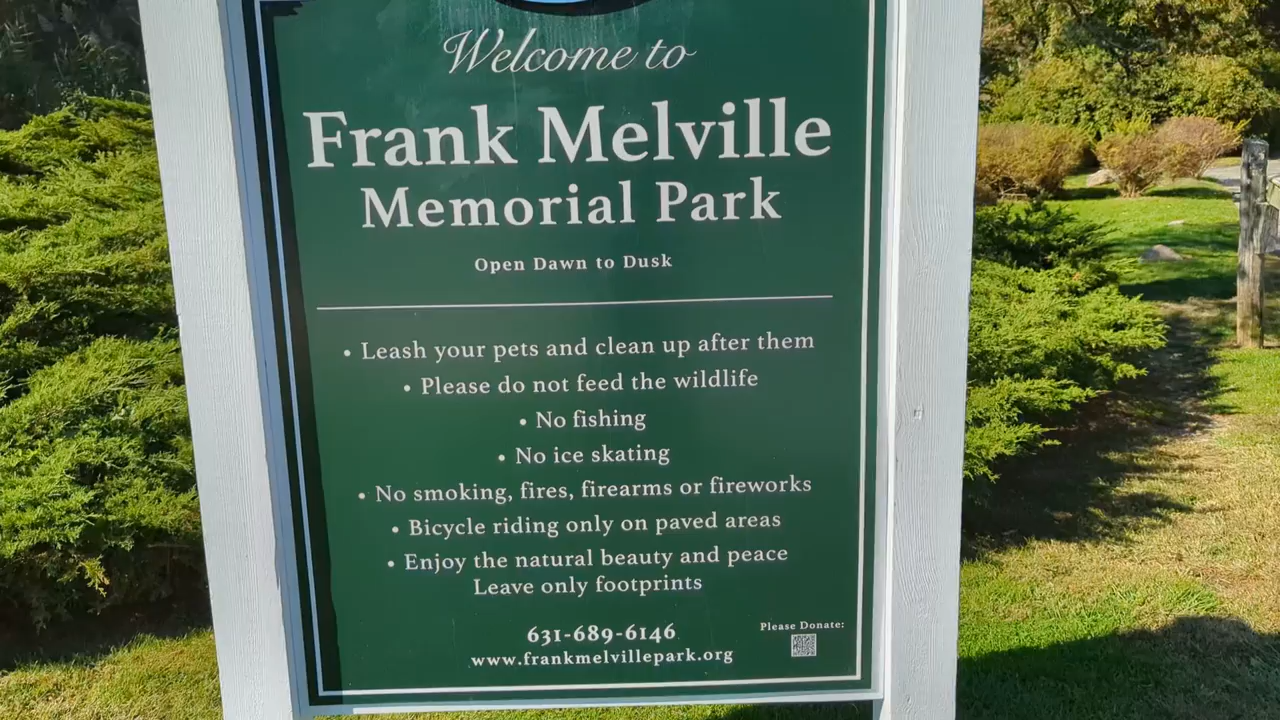 Welcome to
Frank Melville
Memorial Park
Open Dawn to Dusk
• Leash your pets and clean up after them
• Please do not feed the wildlife
• No fishing
• No ice skating
• No smoking, fires, firearms or fireworks
• Bicycle riding only on paved areas
• Enjoy the natural beauty and peace
Leave only footprints
631-689-6146
www.frankmelvillepark.org
Please Donate: